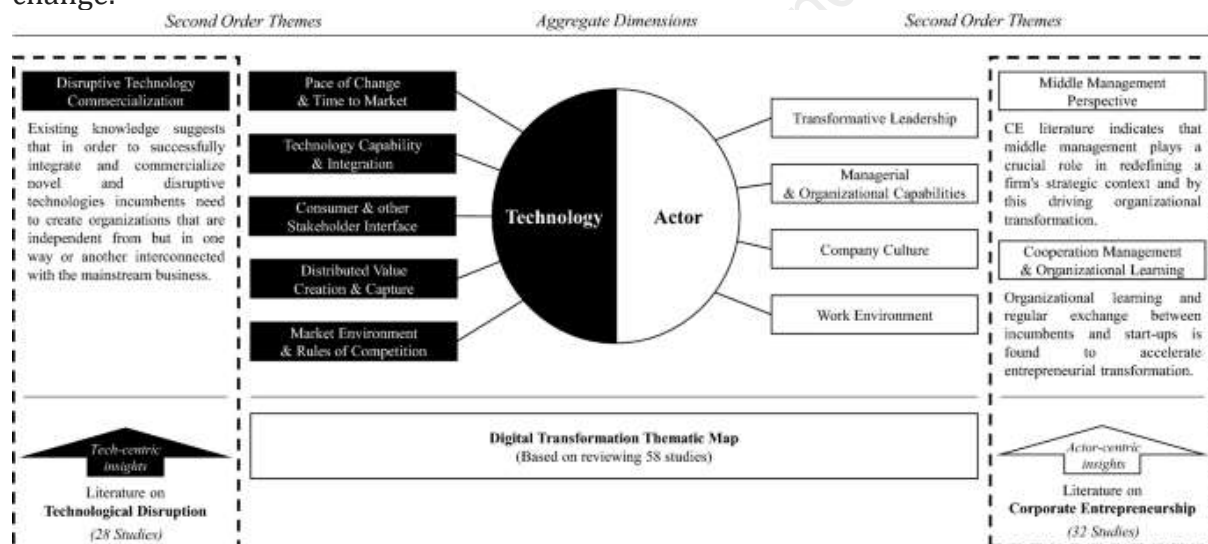 change.
Second Order Themes
Aggregate Dimensions
Second Order Themes
Disruptive Technology
Commercialization
Existing knowledge suggests
that in order to successfully
integrate and commercialize
novel and disruptive
technologies incumbents need
to create organizations that are
independent from but in one
way or another interconnected
with the mainstream business.
Tech-centric
insights
Literature on
Technological Disruption
(28 Studies)
Pace of Change
& Time to Market
Technology Capability
& Integration
Consumer & other
Stakeholder Interface
Distributed Value
Creation & Capture
Market Environment
& Rules of Competition
Technology
Actor
Transformative Leadership
Managerial
& Organizational Capabilities
Company Culture
Work Environment
Digital Transformation Thematic Map
(Based on reviewing 58 studies)
Middle Management
Perspective
CE literature indicates that
middle management plays a
crucial role in redefining a
firm's strategic context and by
this driving organizational
transformation.
Cooperation Management
& Organizational Learning
Organizational learning and
regular exchange between
incumbents and start-ups is
found to accelerate
entrepreneurial transformation.
Actor-centric
insights
Literature on
Corporate Entrepreneurship
(32 Studies)